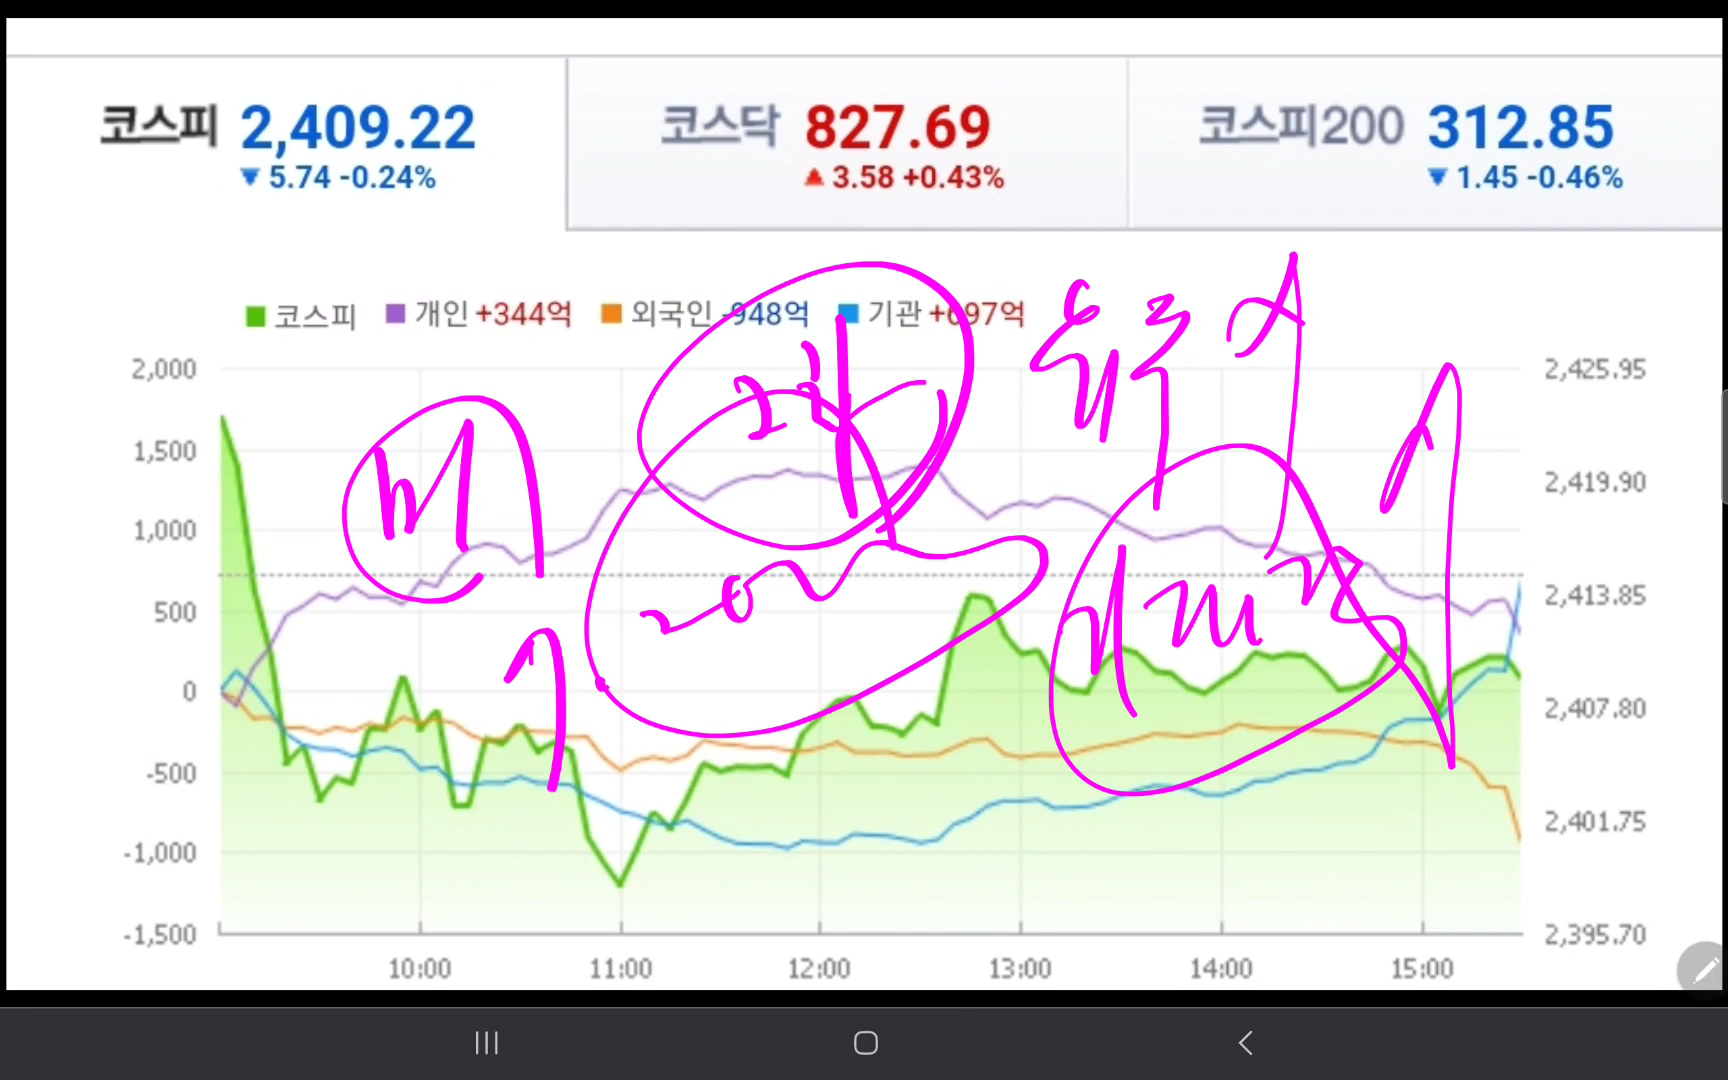 코스피 2,409.22 코스닥 827.69 코스피200 312.85
▼ 5.74 -0.24% ▲ 3.58 +0.43% ▼ 1.45 -0.46%
코스피 개인 +344억 외국인 -948억 기관 +697억
2,000 2,425.95
1,500 2,419.90
1,000
500 2,413.85
0 2,407.80
-500
-1,000 2,401.75
-1,500 2,395.70
10:00 11:00 12:00 13:00 14:00 15:00